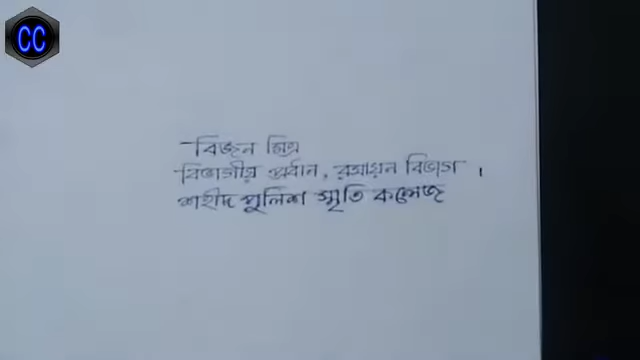 CC
বিজন মিত্র
বিভাগীয় প্রধান, রসায়ন বিভাগ ।
শহীদ পুলিশ স্মৃতি কলেজ